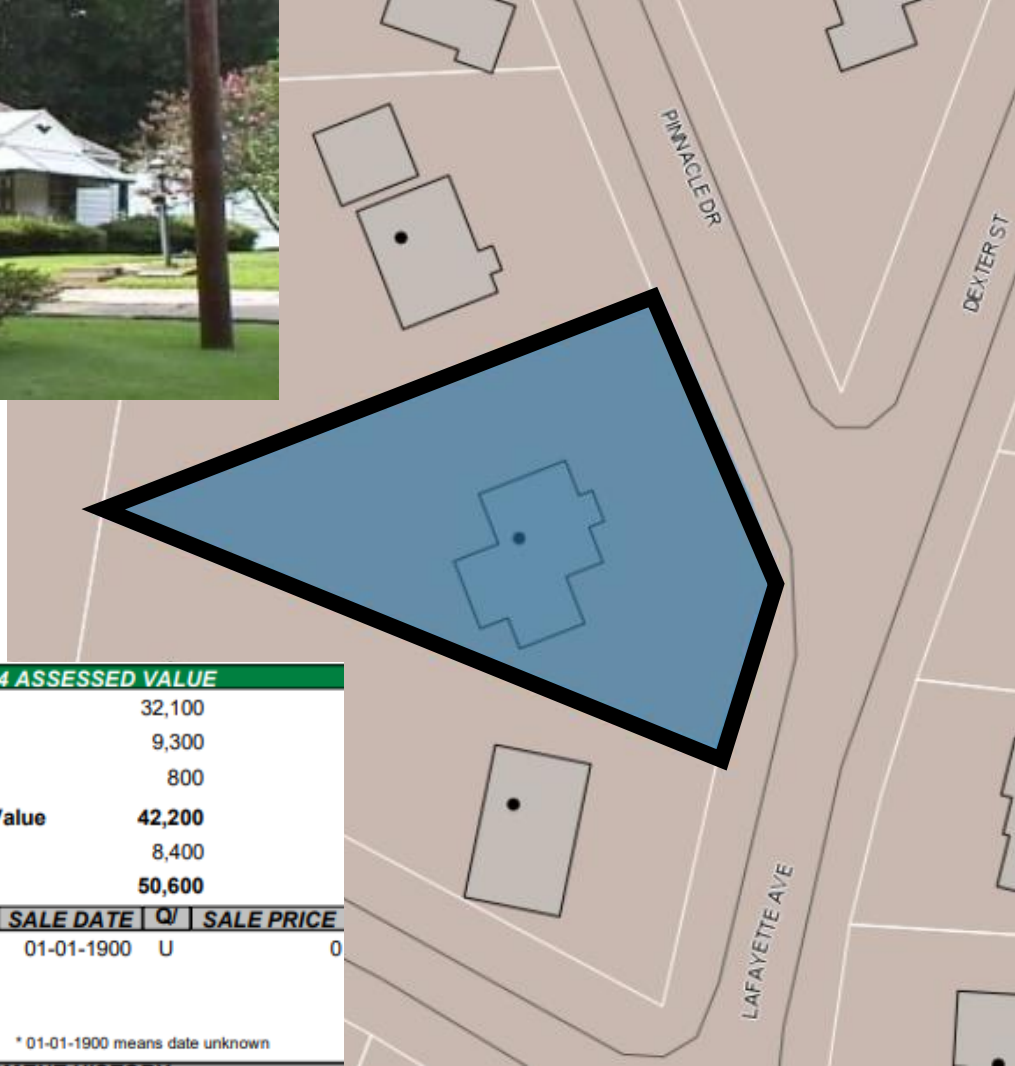 PINNACLE DR
DEXTER ST
4 ASSESSED VALUE
32,100
9,300
800
Value 42,200
8,400
50,600
SALE DATE Q/ SALE PRICE
01-01-1900 U 0
* 01-01-1900 means date unknown
LAFAYETTE AVE